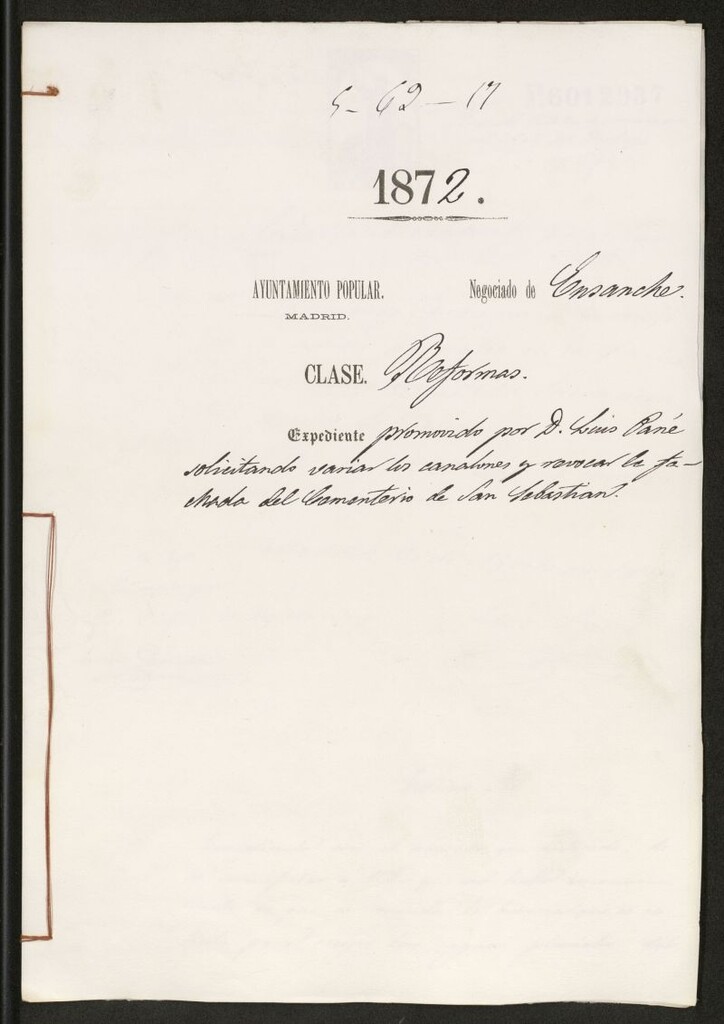 5-62-17
1872.
AYUNTAMIENTO POPULAR. Negociado de Ensanche.
MADRID.
CLASE. Reformas.
Expediente promovido por D. Luis Pané
solicitando variar los canalones y revocar la fa-
chada del Cementerio de San Sebastian.